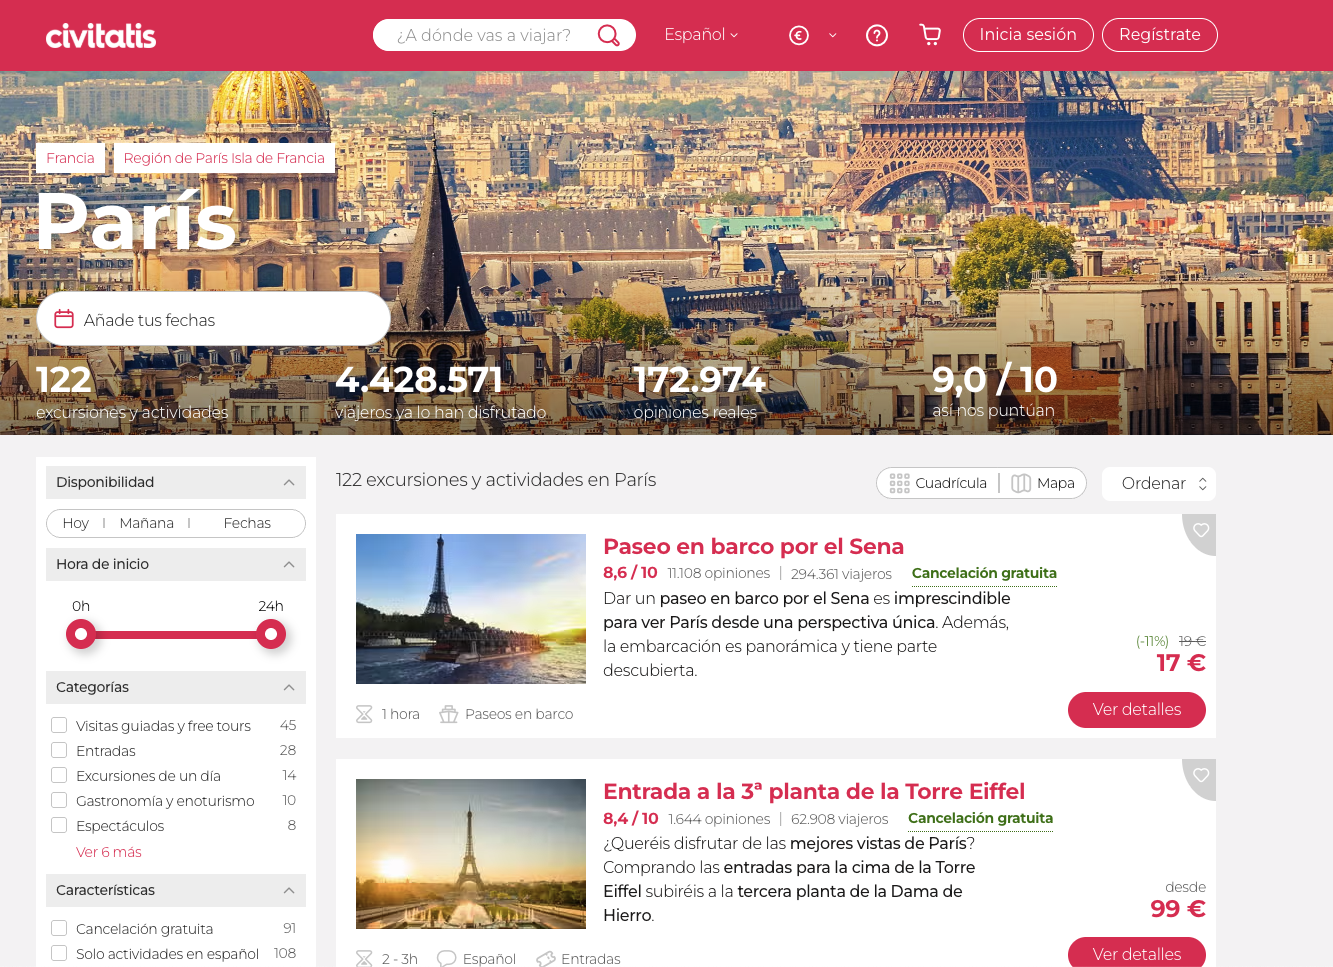 civitatis
¿A dónde vas a viajar?
Español
Inicia sesión
Regístrate
Francia
Región de París Isla de Francia
París
Añade tus fechas
122
excursiones y actividades
4.428.571
viajeros ya lo han disfrutado
172.974
opiniones reales
9,0 / 10
así nos puntúan
Disponibilidad
Hoy | Mañana | Fechas
Hora de inicio
0h 24h
Categorías
Visitas guiadas y free tours 45
Entradas 28
Excursiones de un día 14
Gastronomía y enoturismo 10
Espectáculos 8
Ver 6 más
Características
Cancelación gratuita 91
Solo actividades en español 108
122 excursiones y actividades en París
Cuadrícula | Mapa
Ordenar
Paseo en barco por el Sena
8,6 / 10 11.108 opiniones | 294.361 viajeros Cancelación gratuita
Dar un paseo en barco por el Sena es imprescindible
para ver París desde una perspectiva única. Además,
la embarcación es panorámica y tiene parte
descubierta.
(-11%) 19 €
17 €
1 hora Paseos en barco
Ver detalles
Entrada a la 3ª planta de la Torre Eiffel
8,4 / 10 1.644 opiniones | 62.908 viajeros Cancelación gratuita
¿Queréis disfrutar de las mejores vistas de París?
Comprando las entradas para la cima de la Torre
Eiffel subiréis a la tercera planta de la Dama de
Hierro.
desde
99 €
2 - 3h Español Entradas
Ver detalles